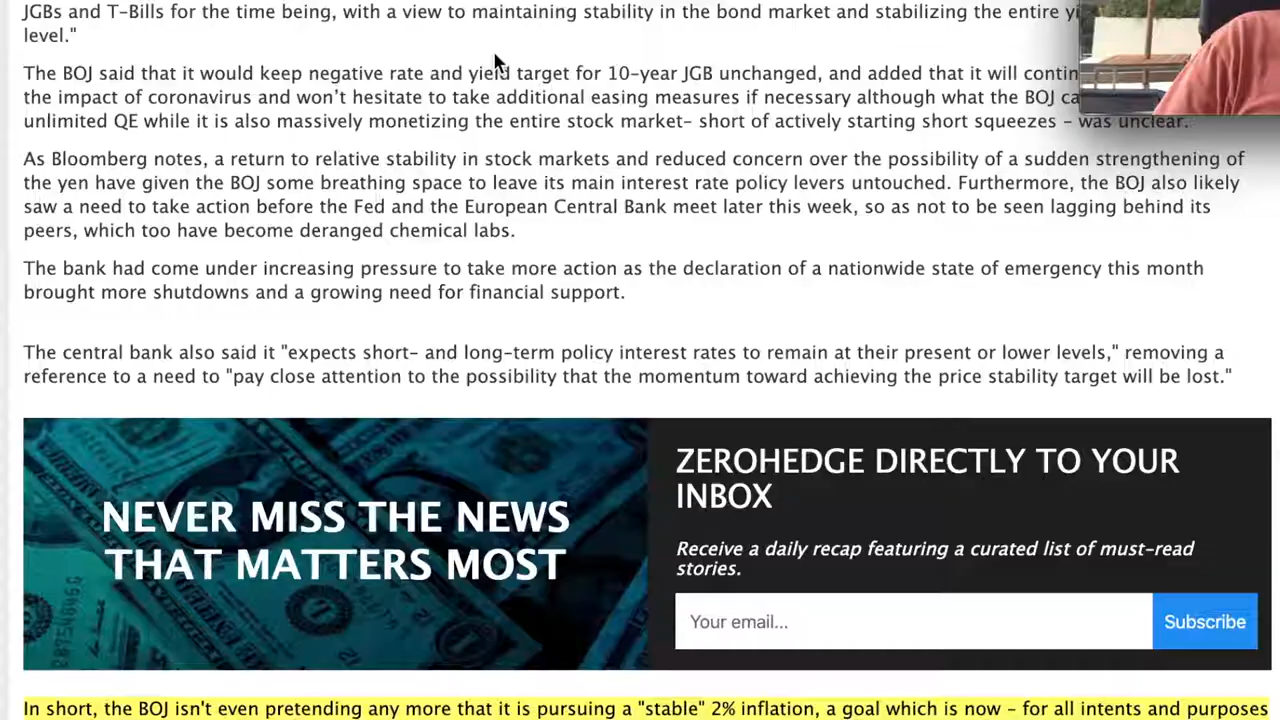 JGBs and T-Bills for the time being, with a view to maintaining stability in the bond market and stabilizing the entire
level."
The BOJ said that it would keep negative rate and yield target for 10-year JGB unchanged, and added that it will
the impact of coronavirus and won't hesitate to take additional easing measures if necessary although what the BOJ
unlimited QE while it is also massively monetizing the entire stock market- short of actively starting short squeezes - was unclear.
As Bloomberg notes, a return to relative stability in stock markets and reduced concern over the possibility of a sudden strengthening of
the yen have given the BOJ some breathing space to leave its main interest rate policy levers untouched. Furthermore, the BOJ also likely
saw a need to take action before the Fed and the European Central Bank meet later this week, so as not to be seen lagging behind its
peers, which too have become deranged chemical labs.
The bank had come under increasing pressure to take more action as the declaration of a nationwide state of emergency this month
brought more shutdowns and a growing need for financial support.
The central bank also said it "expects short- and long-term policy interest rates to remain at their present or lower levels," removing a
reference to a need to "pay close attention to the possibility that the momentum toward achieving the price stability target will be lost."
NEVER MISS THE NEWS
THAT MATTERS MOST
ZEROHEDGE DIRECTLY TO YOUR
INBOX
Receive a daily recap featuring a curated list of must-read
stories.
Your email...
Subscribe
In short, the BOJ isn't even pretending any more that it is pursuing a "stable" 2% inflation, a goal which is now - for all intents and purposes